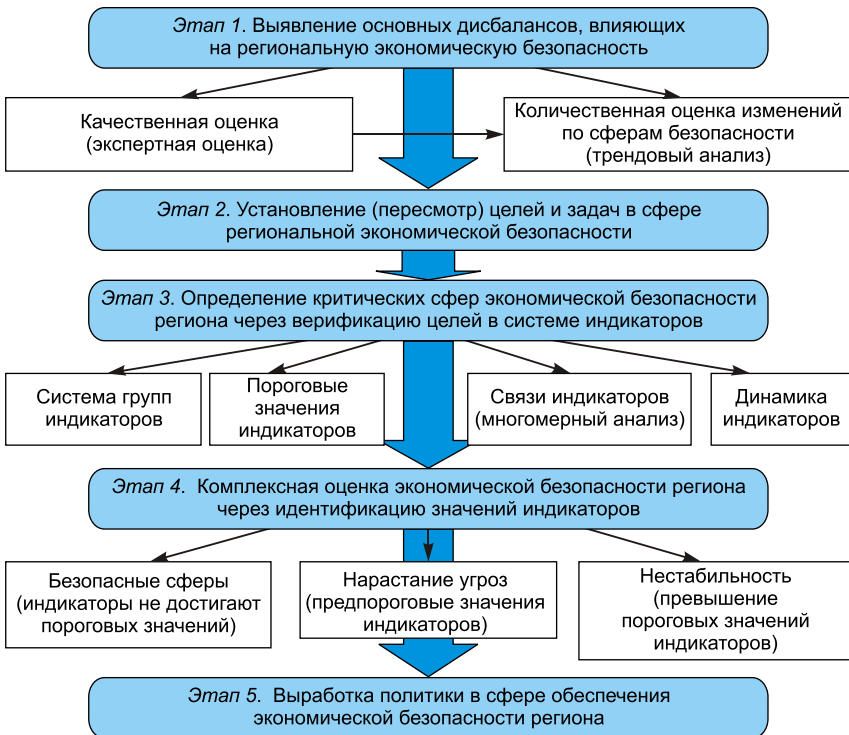 Этап 1. Выявление основных дисбалансов, влияющих
на региональную экономическую безопасность
Качественная оценка
(экспертная оценка)
Количественная оценка изменений
по сферам безопасности
(трендовый анализ)
Этап 2. Установление (пересмотр) целей и задач в сфере
региональной экономической безопасности
Этап 3. Определение критических сфер экономической безопасности
региона через верификацию целей в системе индикаторов
Система групп
индикаторов
Пороговые
значения
индикаторов
Связи индикаторов
(многомерный анализ)
Динамика
индикаторов
Этап 4. Комплексная оценка экономической безопасности региона
через идентификацию значений индикаторов
Безопасные сферы
(индикаторы не достигают
пороговых значений)
Нарастание угроз
(предпороговые значения
индикаторов)
Нестабильность
(превышение
пороговых значений
индикаторов)
Этап 5. Выработка политики в сфере обеспечения
экономической безопасности региона